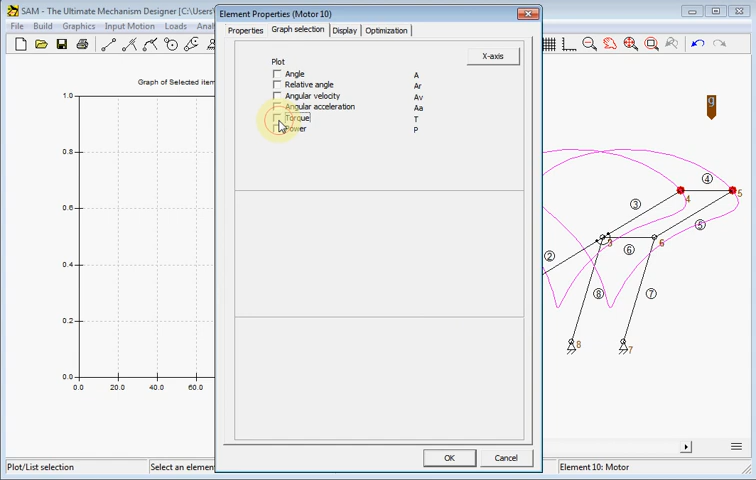 SAM - The Ultimate Mechanism Designer
File Build Graphics Input Motion Loads
Graph of Selected item
1.0
0.8
0.6
0.4
0.2
0.0
0.0 20.0 40.0 60.0
Element Properties (Motor 10)
Properties Graph selection Display Optimization
X-axis
Plot
Angle A
Relative angle Ar
Angular velocity Av
Angular acceleration Aa
Torque T
Power P
OK Cancel
g
4
5
3
4
5
2
3
6
6
8
7
8
7
Plot/List selection Select an element Element 10: Motor